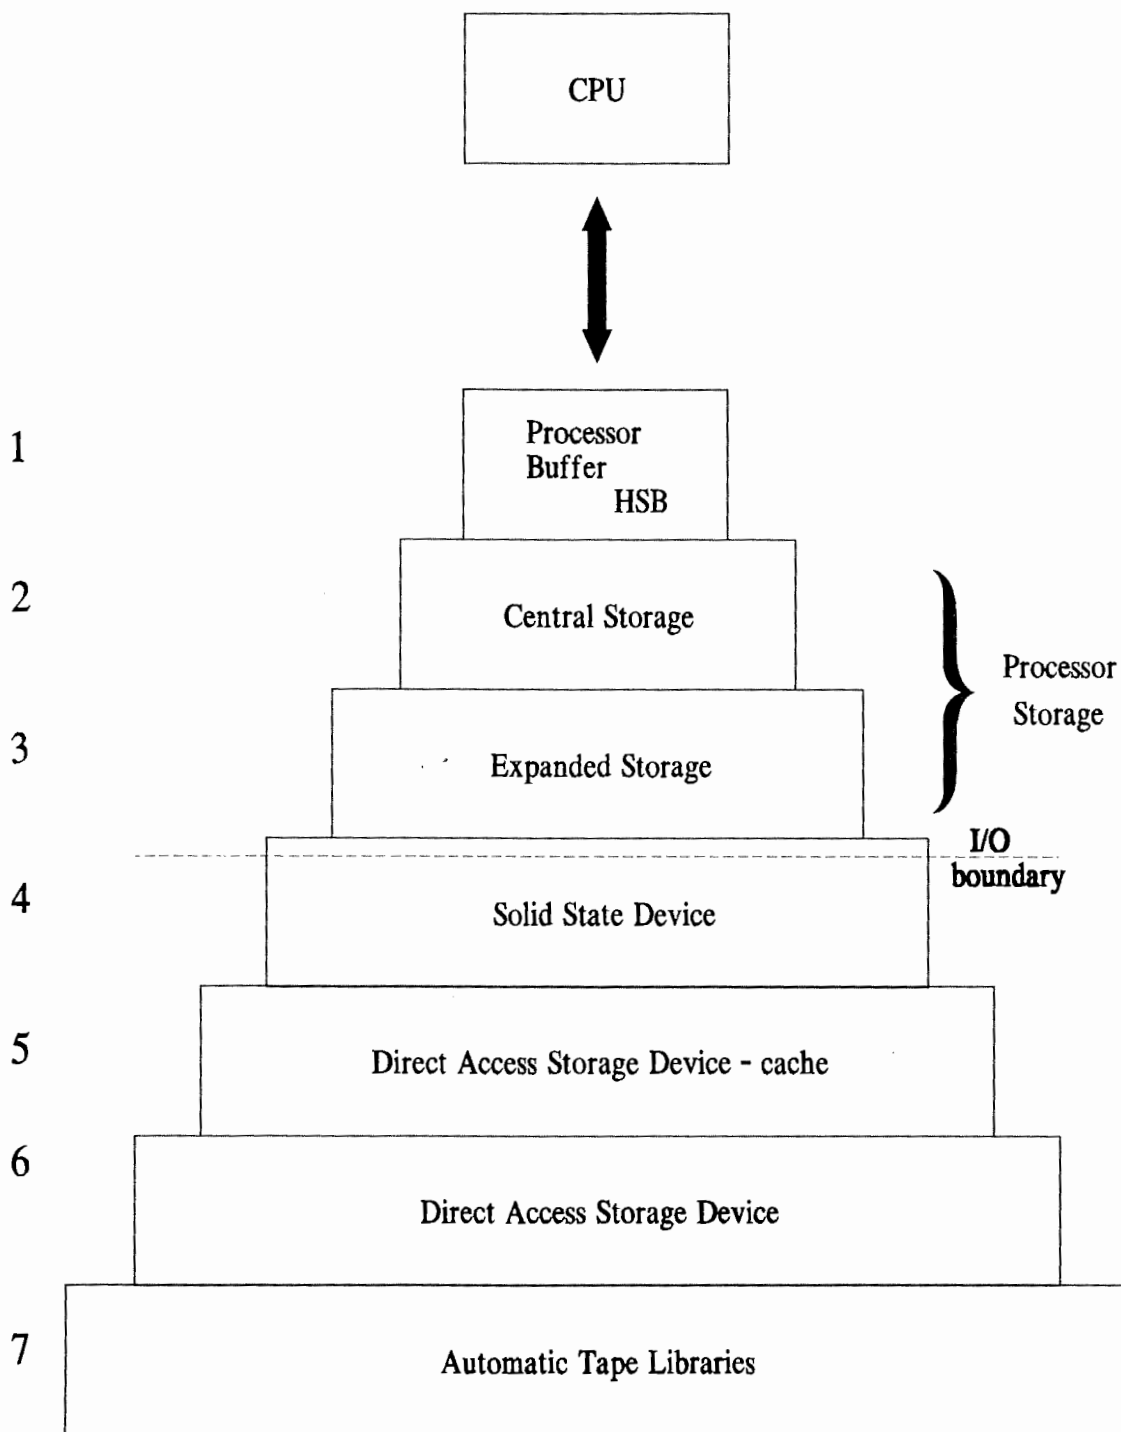 CPU
1
Processor
Buffer
HSB
2
Central Storage
Processor
Storage
3
Expanded Storage
I/O
boundary
4
Solid State Device
5
Direct Access Storage Device - cache
6
Direct Access Storage Device
7
Automatic Tape Libraries